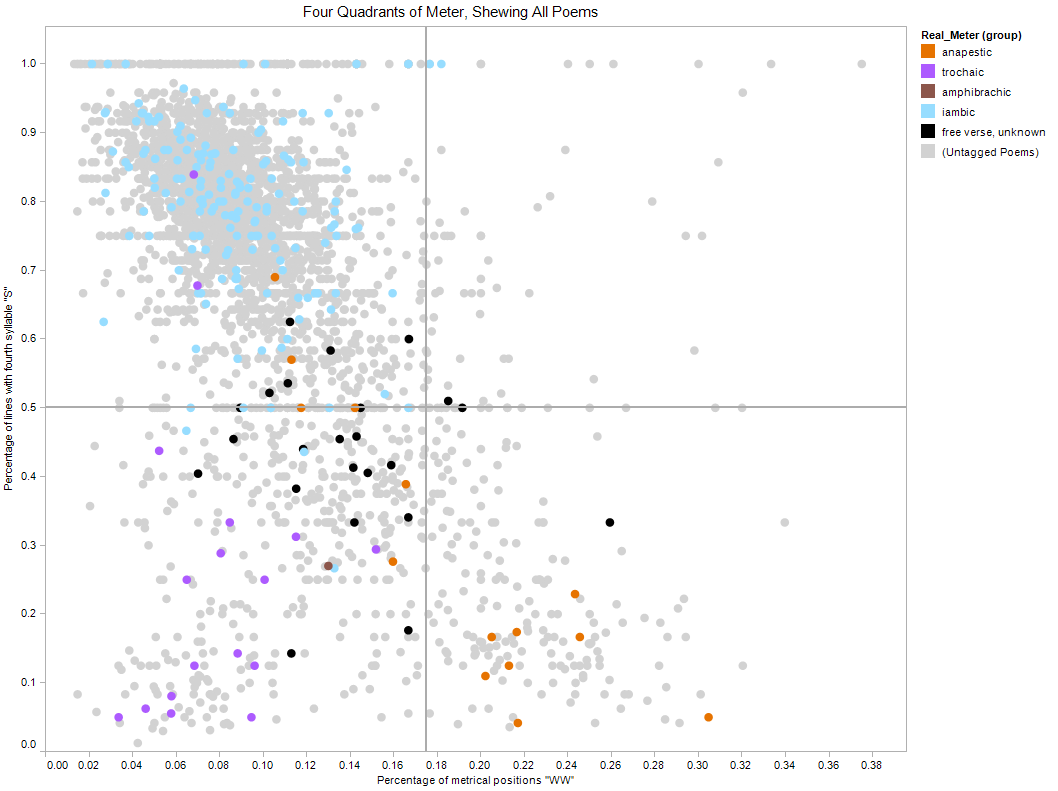 Four Quadrants of Meter, Shewing All Poems
Real_Meter (group)
anapestic
trochaic
amphibrachic
iambic
free verse, unknown
(Untagged Poems)
Percentage of lines with fourth syllable "S"
1.0
0.9
0.8
0.7
0.6
0.5
0.4
0.3
0.2
0.1
0.0
0.00 0.02 0.04 0.06 0.08 0.10 0.12 0.14 0.16 0.18 0.20 0.22 0.24 0.26 0.28 0.30 0.32 0.34 0.36 0.38
Percentage of metrical positions "WW"